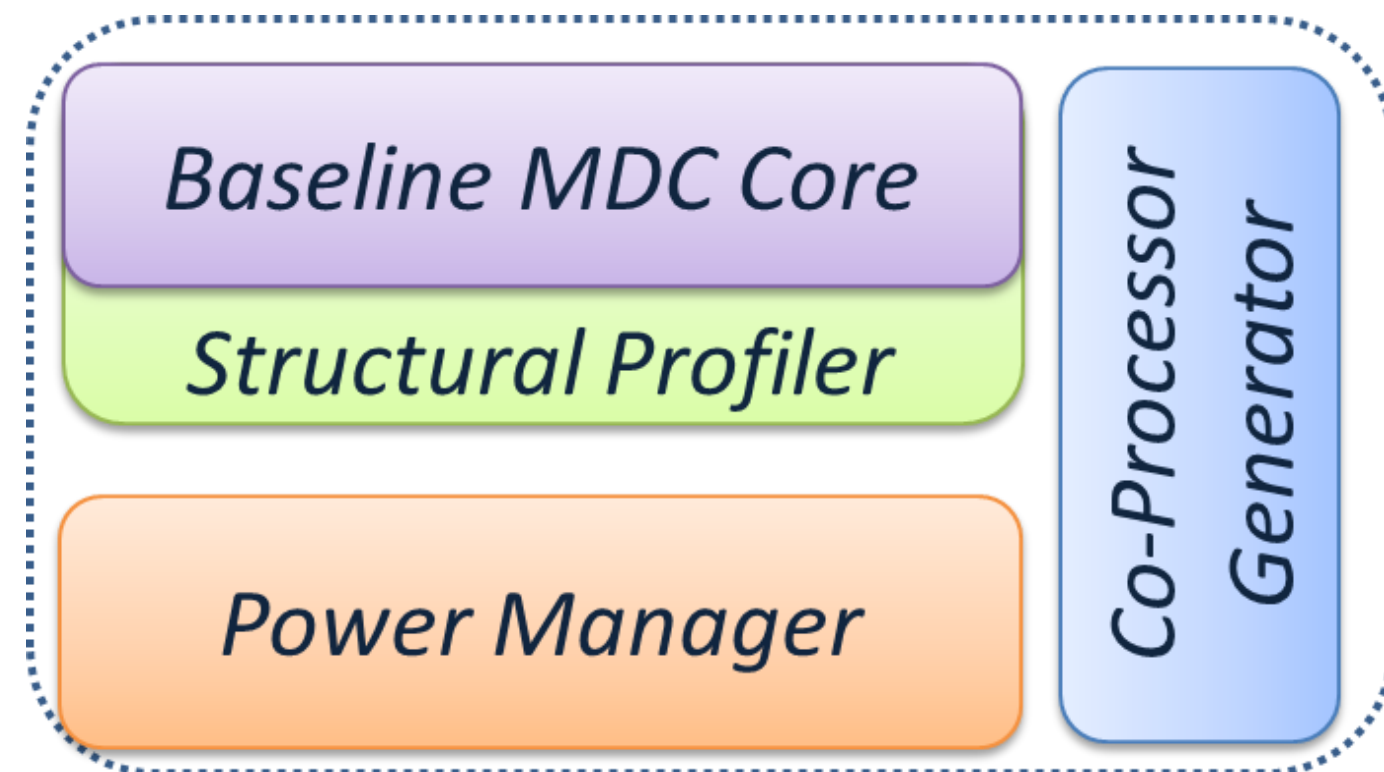 Baseline MDC Core
Structural Profiler
Power Manager
Co-Processor
Generator